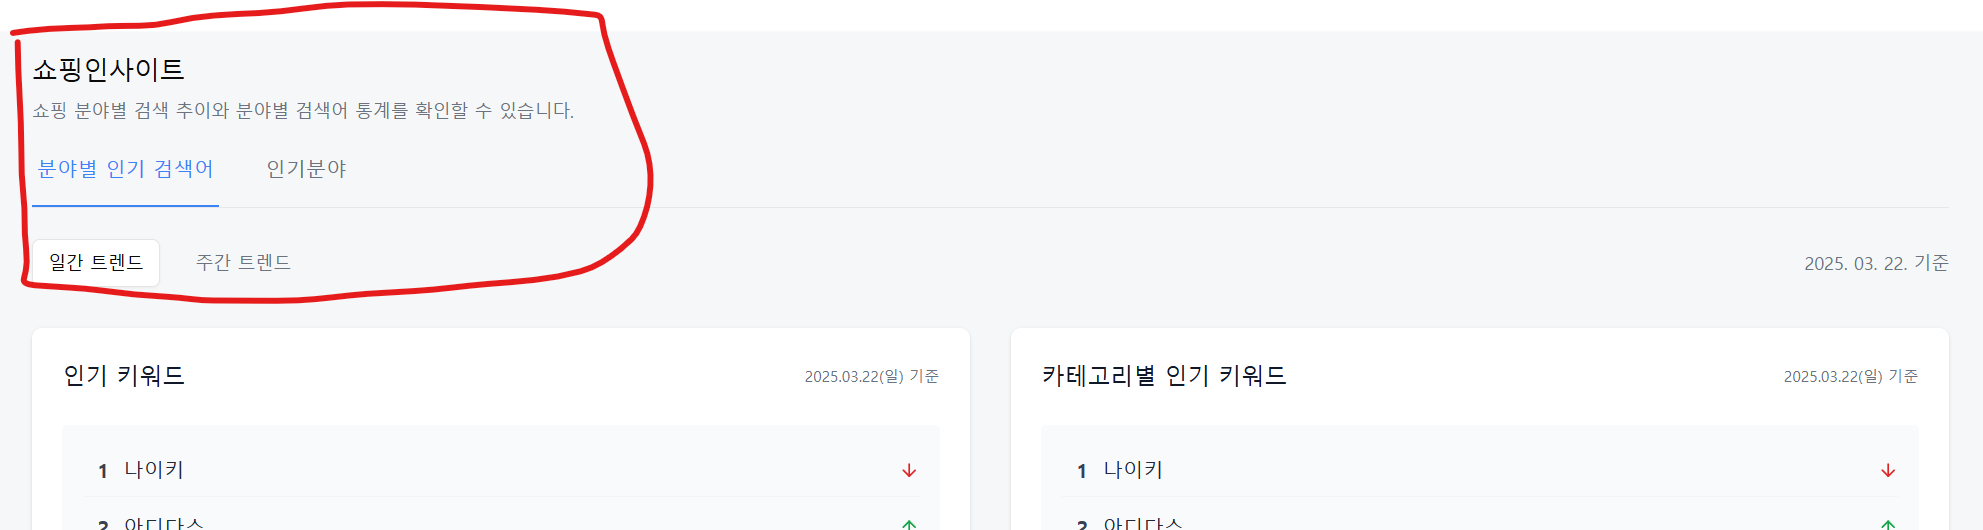 쇼핑인사이트
쇼핑 분야별 검색 추이와 분야별 검색어 통계를 확인할 수 있습니다.
분야별 인기 검색어 인기분야
일간 트렌드 주간 트렌드 2025. 03. 22. 기준
인기 키워드 2025.03.22(일) 기준
1 나이키
2 아디다스
카테고리별 인기 키워드 2025.03.22(일) 기준
1 나이키
2 아디다스